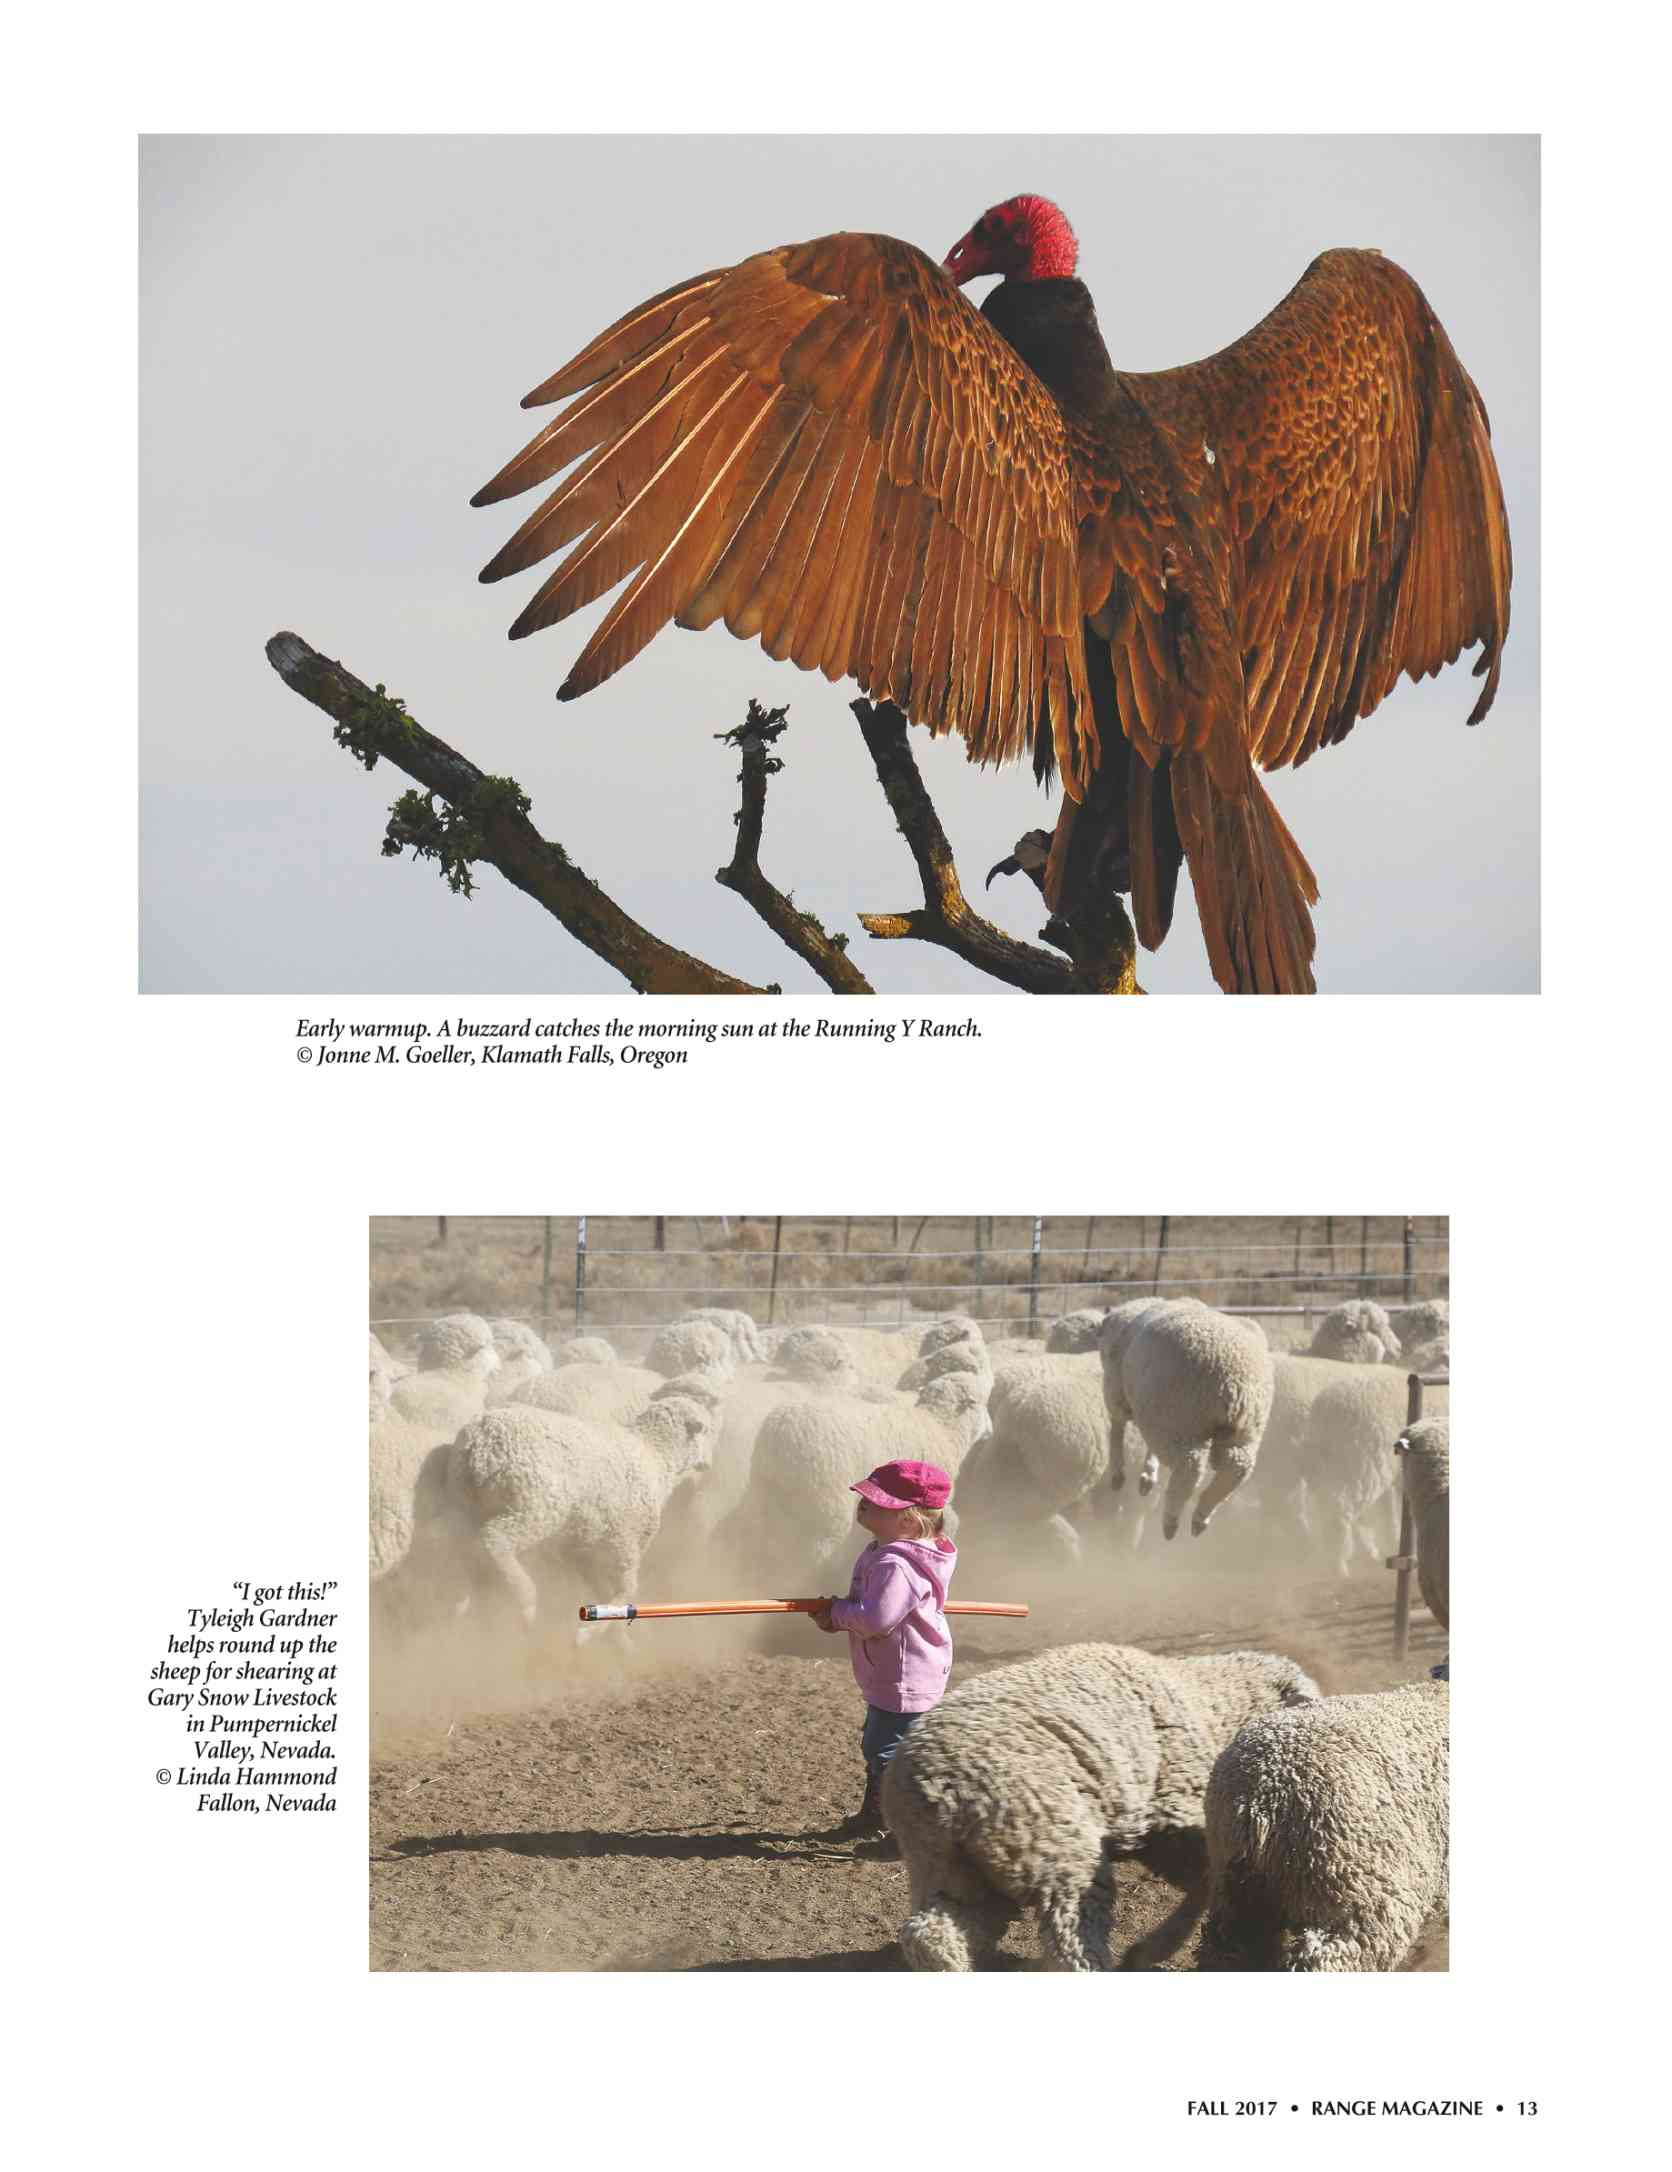 Early warmup. A buzzard catches the morning sun at the Running Y Ranch.
© Jonne M. Goeller, Klamath Falls, Oregon
“I got this!”
Tyleigh Gardner
helps round up the
sheep for shearing at
Gary Snow Livestock
in Pumpernickel
Valley, Nevada.
© Linda Hammond
Fallon, Nevada
FALL 2017 • RANGE MAGAZINE • 13